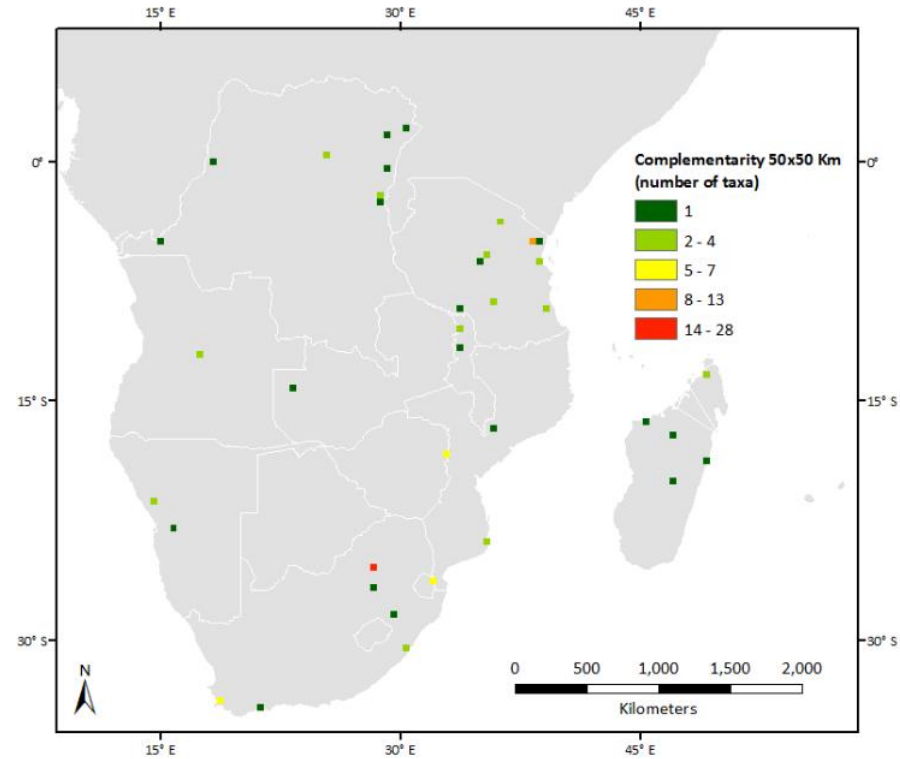 15° E 30° E 45° E
0° 0°
Complementarity 50x50 Km
(number of taxa)
1
2 - 4
5 - 7
8 - 13
14 - 28
15° S 15° S
30° S 30° S
N
0 500 1,000 1,500 2,000
Kilometers
15° E 30° E 45° E